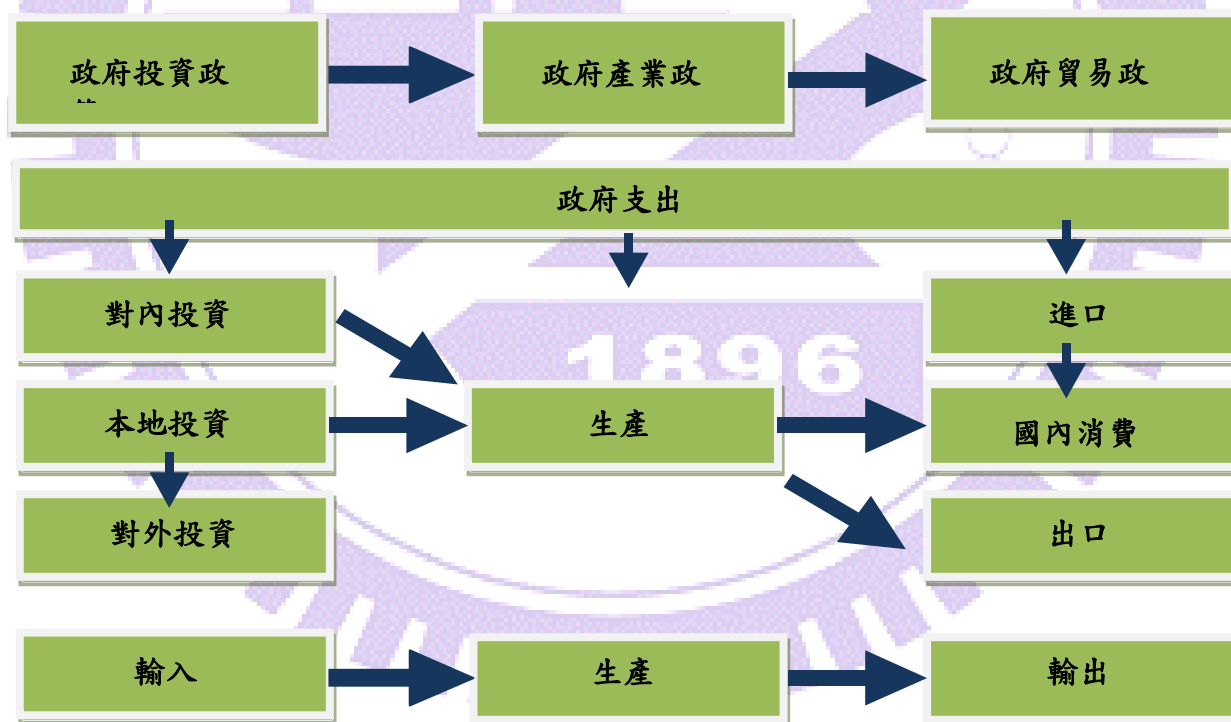 政府投資政
政府產業政
政府貿易政
政府支出
對內投資
進口
1896
本地投資
生產
國內消費
對外投資
出口
輸入
生產
輸出